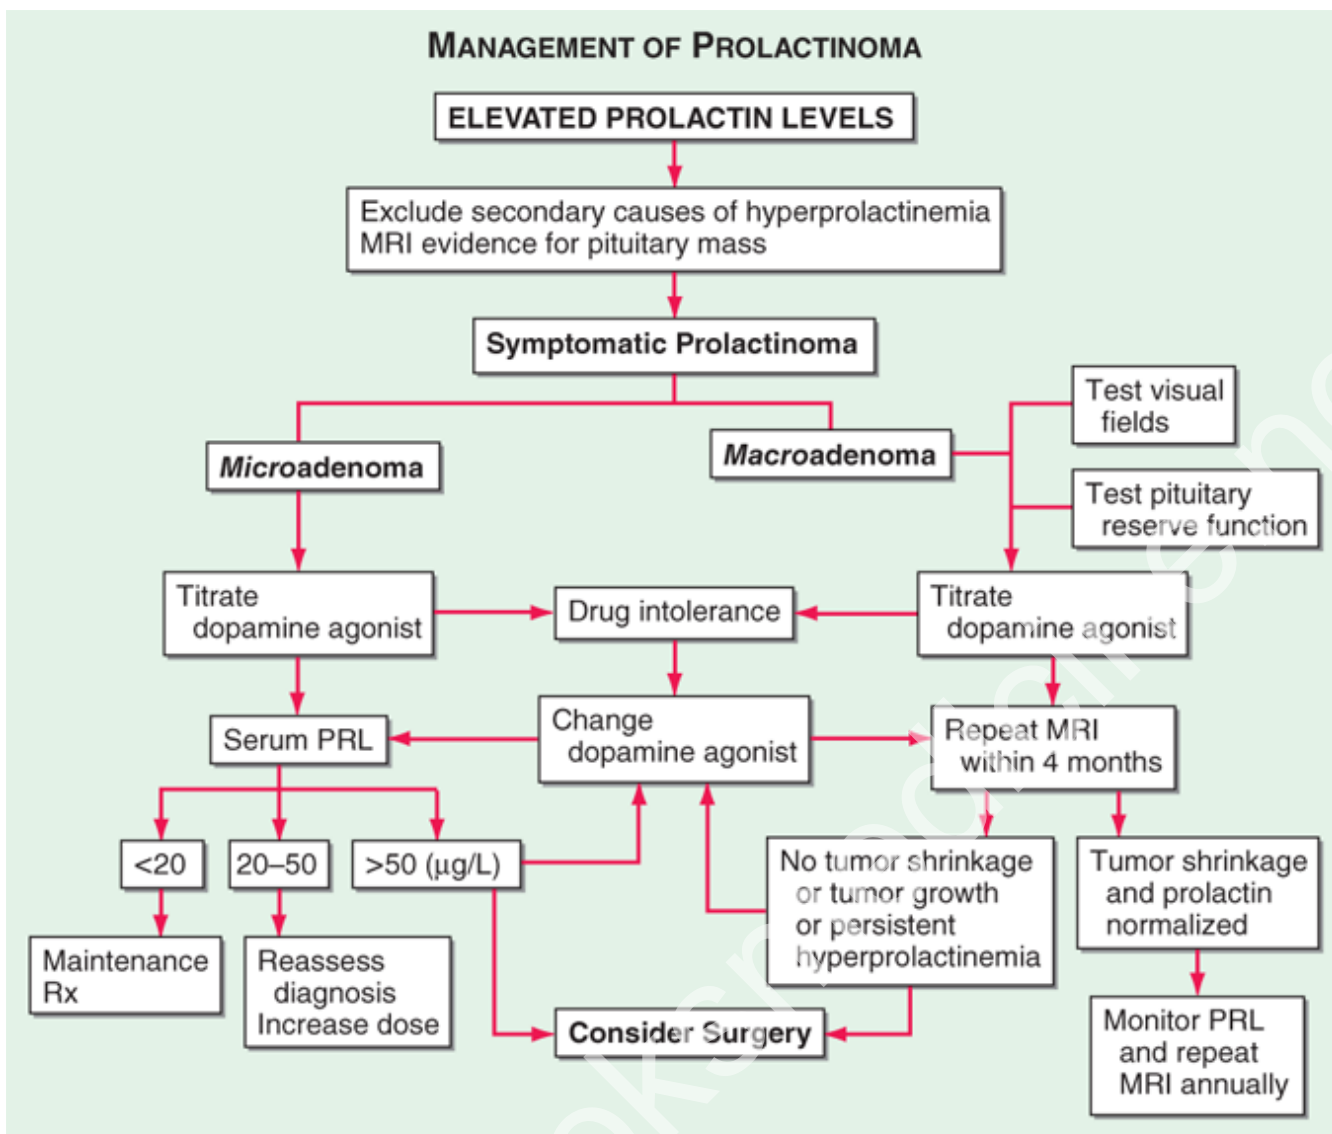 MANAGEMENT OF PROLACTINOMA
ELEVATED PROLACTIN LEVELS
Exclude secondary causes of hyperprolactinemia
MRI evidence for pituitary mass
Symptomatic Prolactinoma
Test visual
fields
Microadenoma
Macroadenoma
Test pituitary
reserve function
Titrate
dopamine agonist
Drug intolerance
Titrate
dopamine agonist
Serum PRL
Change
dopamine agonist
Repeat MRI
within 4 months
<20
20–50
>50 (μg/L)
No tumor shrinkage
or tumor growth
or persistent
hyperprolactinemia
Tumor shrinkage
and prolactin
normalized
Maintenance
Rx
Reassess
diagnosis
Increase dose
Consider Surgery
Monitor PRL
and repeat
MRI annually